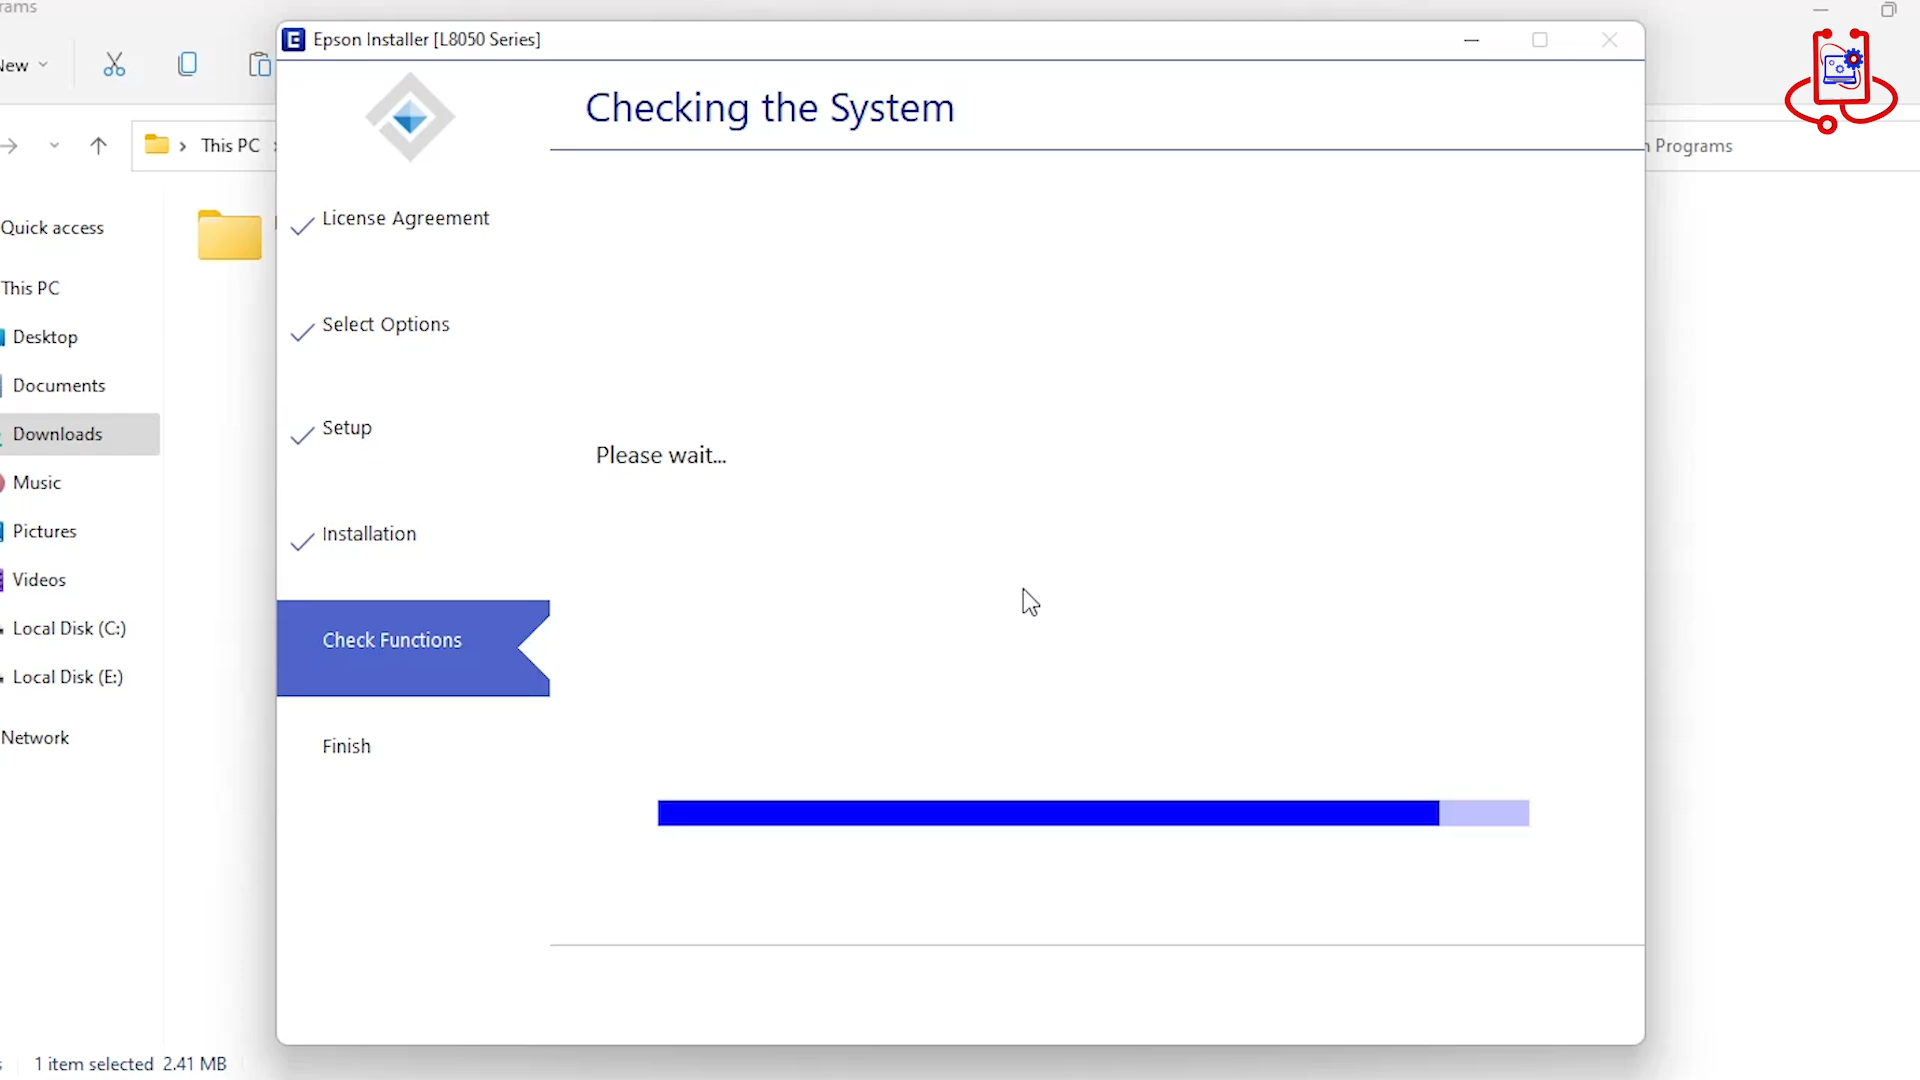 Epson Installer [L8050 Series]
This PC
Programs
Checking the System
License Agreement
Select Options
Setup
Installation
Check Functions
Finish
Please wait...
Quick access
This PC
Desktop
Documents
Downloads
Music
Pictures
Videos
Local Disk (C:)
Local Disk (E:)
Network
1 item selected 2.41 MB